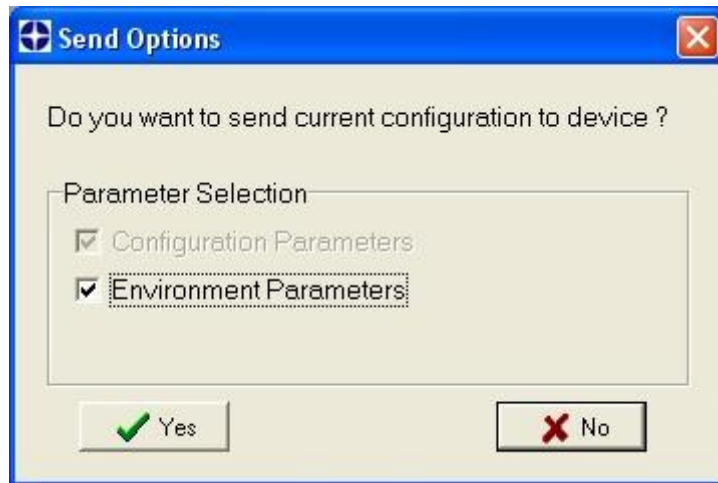 Send Options
Do you want to send current configuration to device ?
Parameter Selection
Configuration Parameters
Environment Parameters
Yes
No